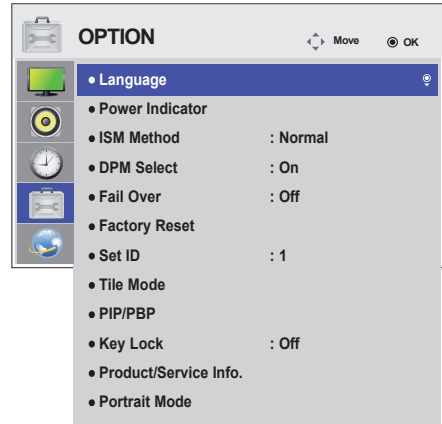 OPTION Move OK
• Language
• Power Indicator
• ISM Method : Normal
• DPM Select : On
• Fail Over : Off
• Factory Reset
• Set ID : 1
• Tile Mode
• PIP/PBP
• Key Lock : Off
• Product/Service Info.
• Portrait Mode